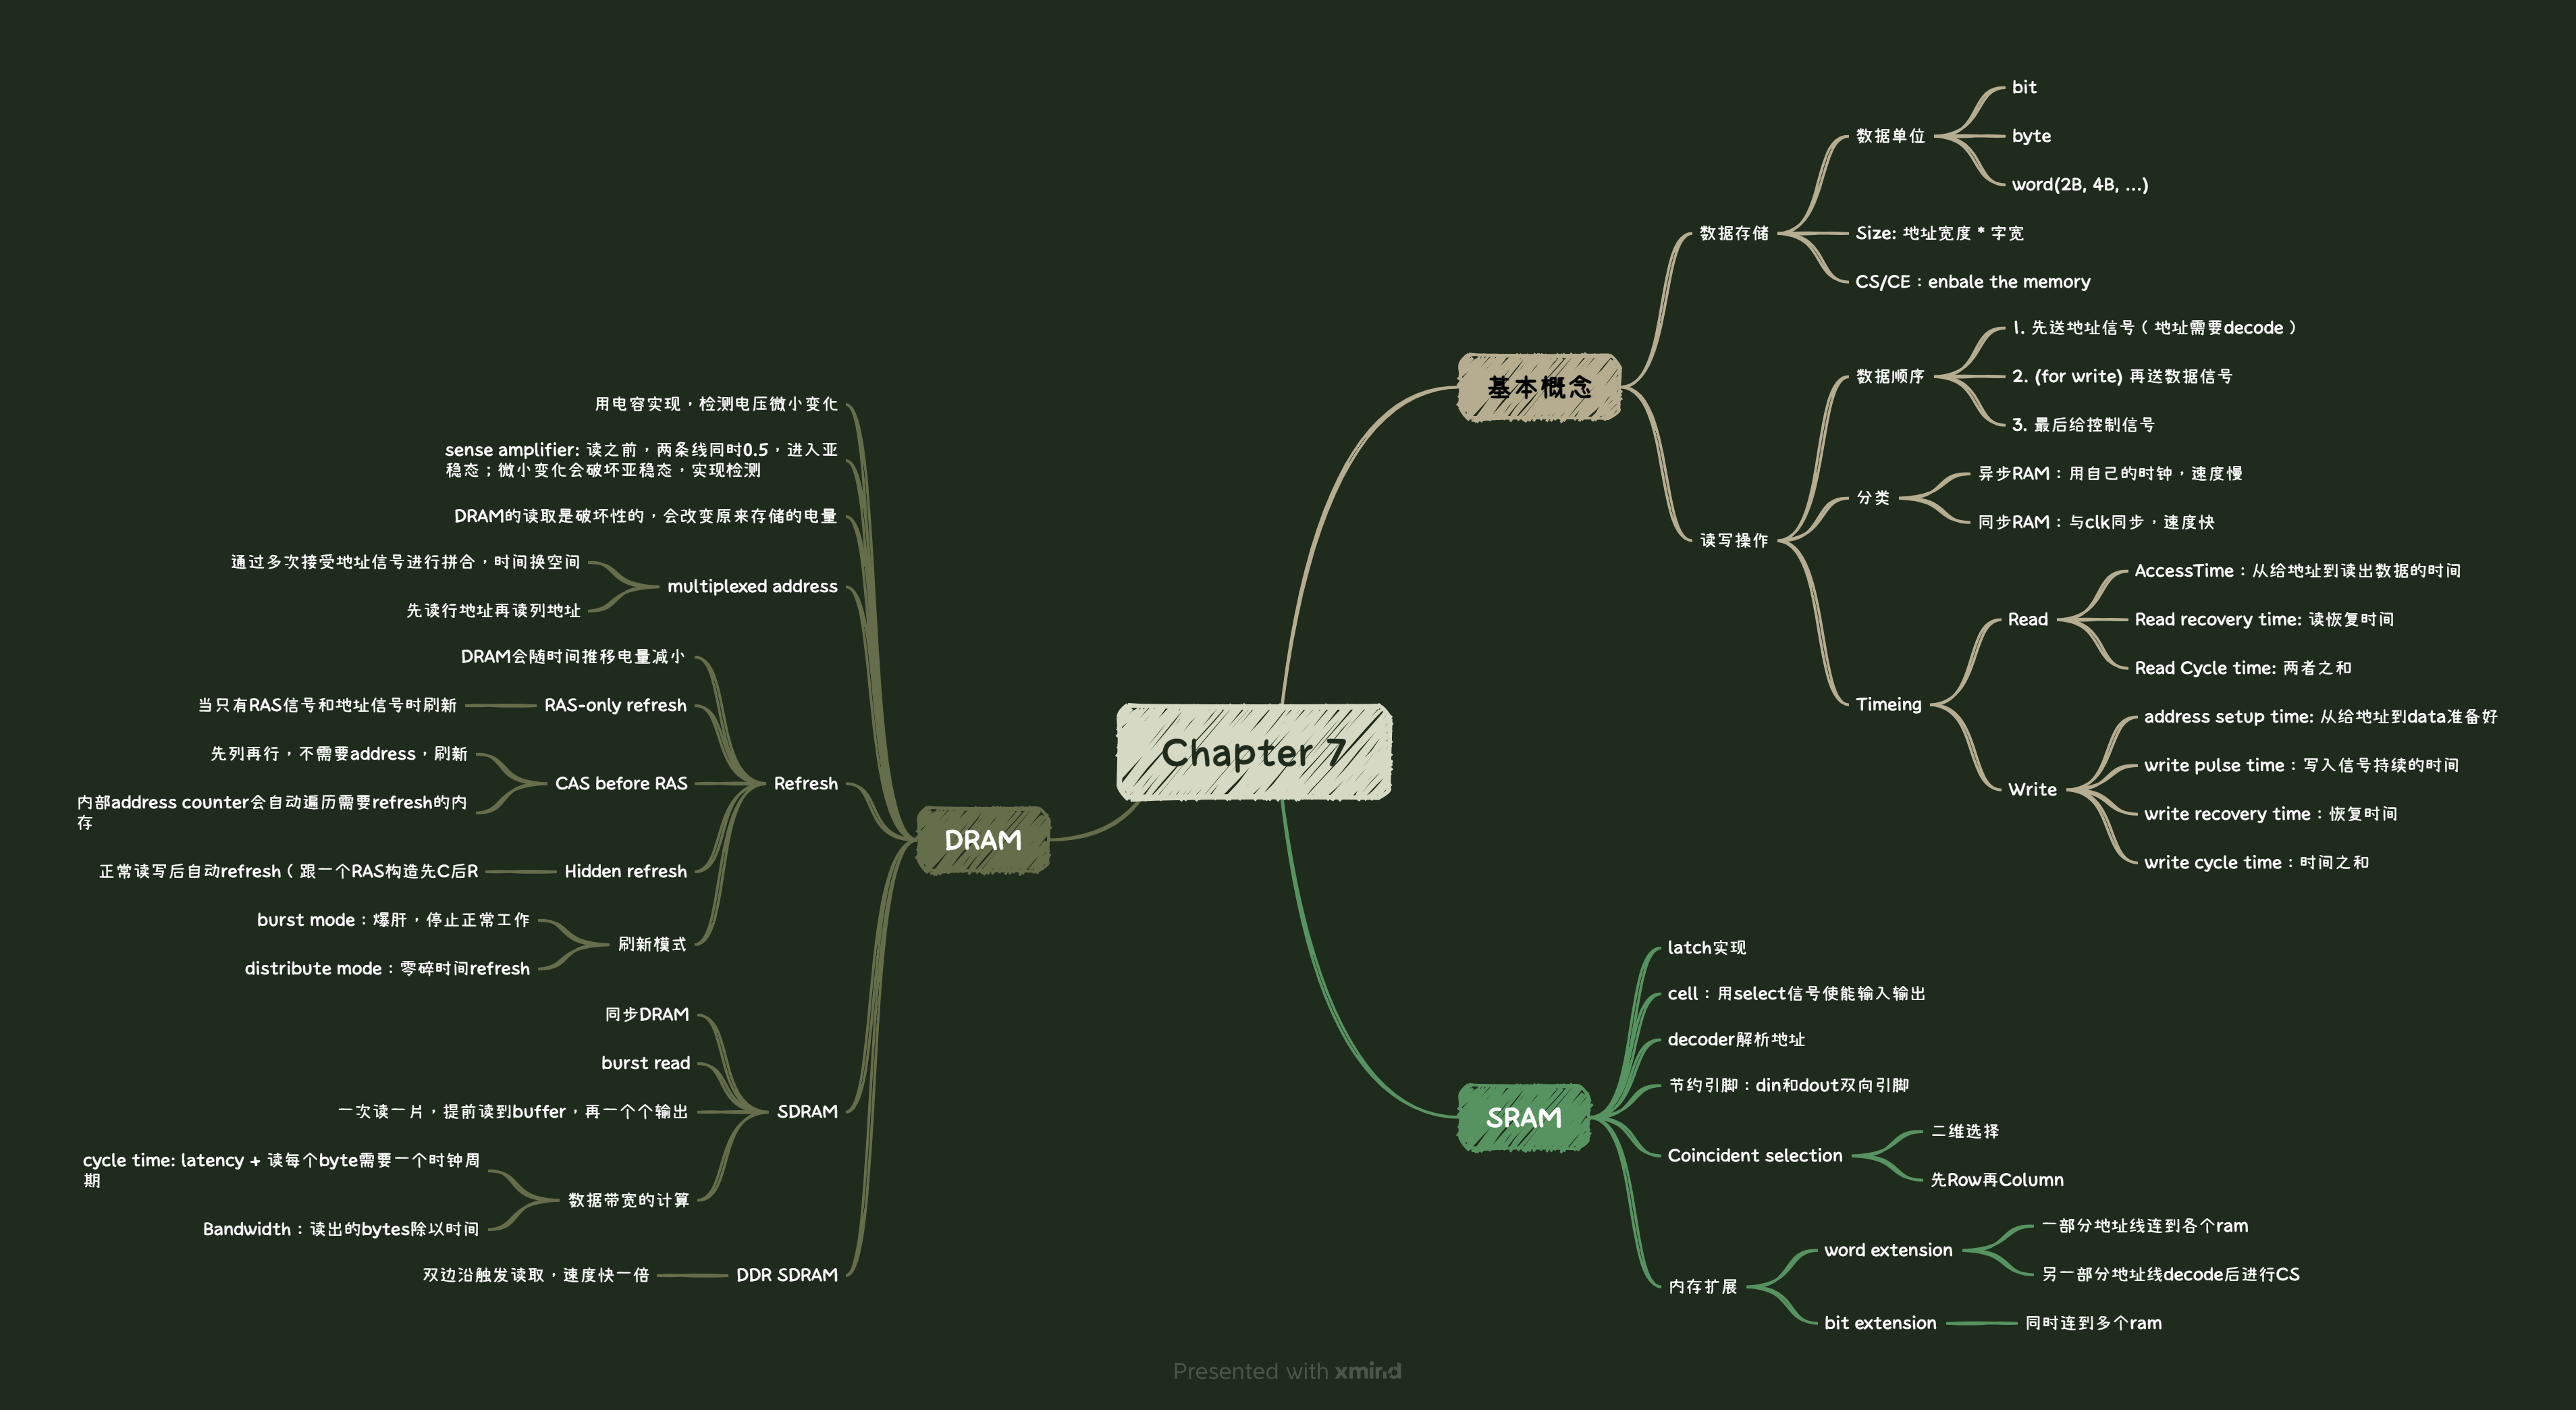 Chapter 7
基本概念
数据存储
数据单位
bit
byte
word(2B, 4B, ...)
Size: 地址宽度 * 字宽
CS/CE：enbale the memory
读写操作
数据顺序
1. 先送地址信号（地址需要decode）
2. (for write) 再送数据信号
3. 最后给控制信号
分类
异步RAM：用自己的时钟，速度慢
同步RAM：与clk同步，速度快
Timeing
Read
AccessTime：从给地址到读出数据的时间
Read recovery time: 读恢复时间
Read Cycle time: 两者之和
Write
address setup time: 从给地址到data准备好
write pulse time：写入信号持续的时间
write recovery time：恢复时间
write cycle time：时间之和
SRAM
latch实现
cell：用select信号使能输入输出
decoder解析地址
节约引脚：din和dout双向引脚
Coincident selection
二维选择
先Row再Column
内存扩展
word extension
一部分地址线连到各个ram
另一部分地址线decode后进行CS
bit extension
同时连到多个ram
DRAM
用电容实现，检测电压微小变化
sense amplifier: 读之前，两条线同时0.5，进入亚
稳态；微小变化会破坏亚稳态，实现检测
DRAM的读取是破坏性的，会改变原来存储的电量
multiplexed address
通过多次接受地址信号进行拼合，时间换空间
先读行地址再读列地址
Refresh
DRAM会随时间推移电量减小
RAS-only refresh
当只有RAS信号和地址信号时刷新
CAS before RAS
先列再行，不需要address，刷新
内部address counter会自动遍历需要refresh的内
存
Hidden refresh
正常读写后自动refresh（跟一个RAS构造先C后R
刷新模式
burst mode：爆肝，停止正常工作
distribute mode：零碎时间refresh
SDRAM
同步DRAM
burst read
一次读一片，提前读到buffer，再一个个输出
数据带宽的计算
cycle time: latency + 读每个byte需要一个时钟周
期
Bandwidth：读出的bytes除以时间
DDR SDRAM
双边沿触发读取，速度快一倍
Presented with xmind